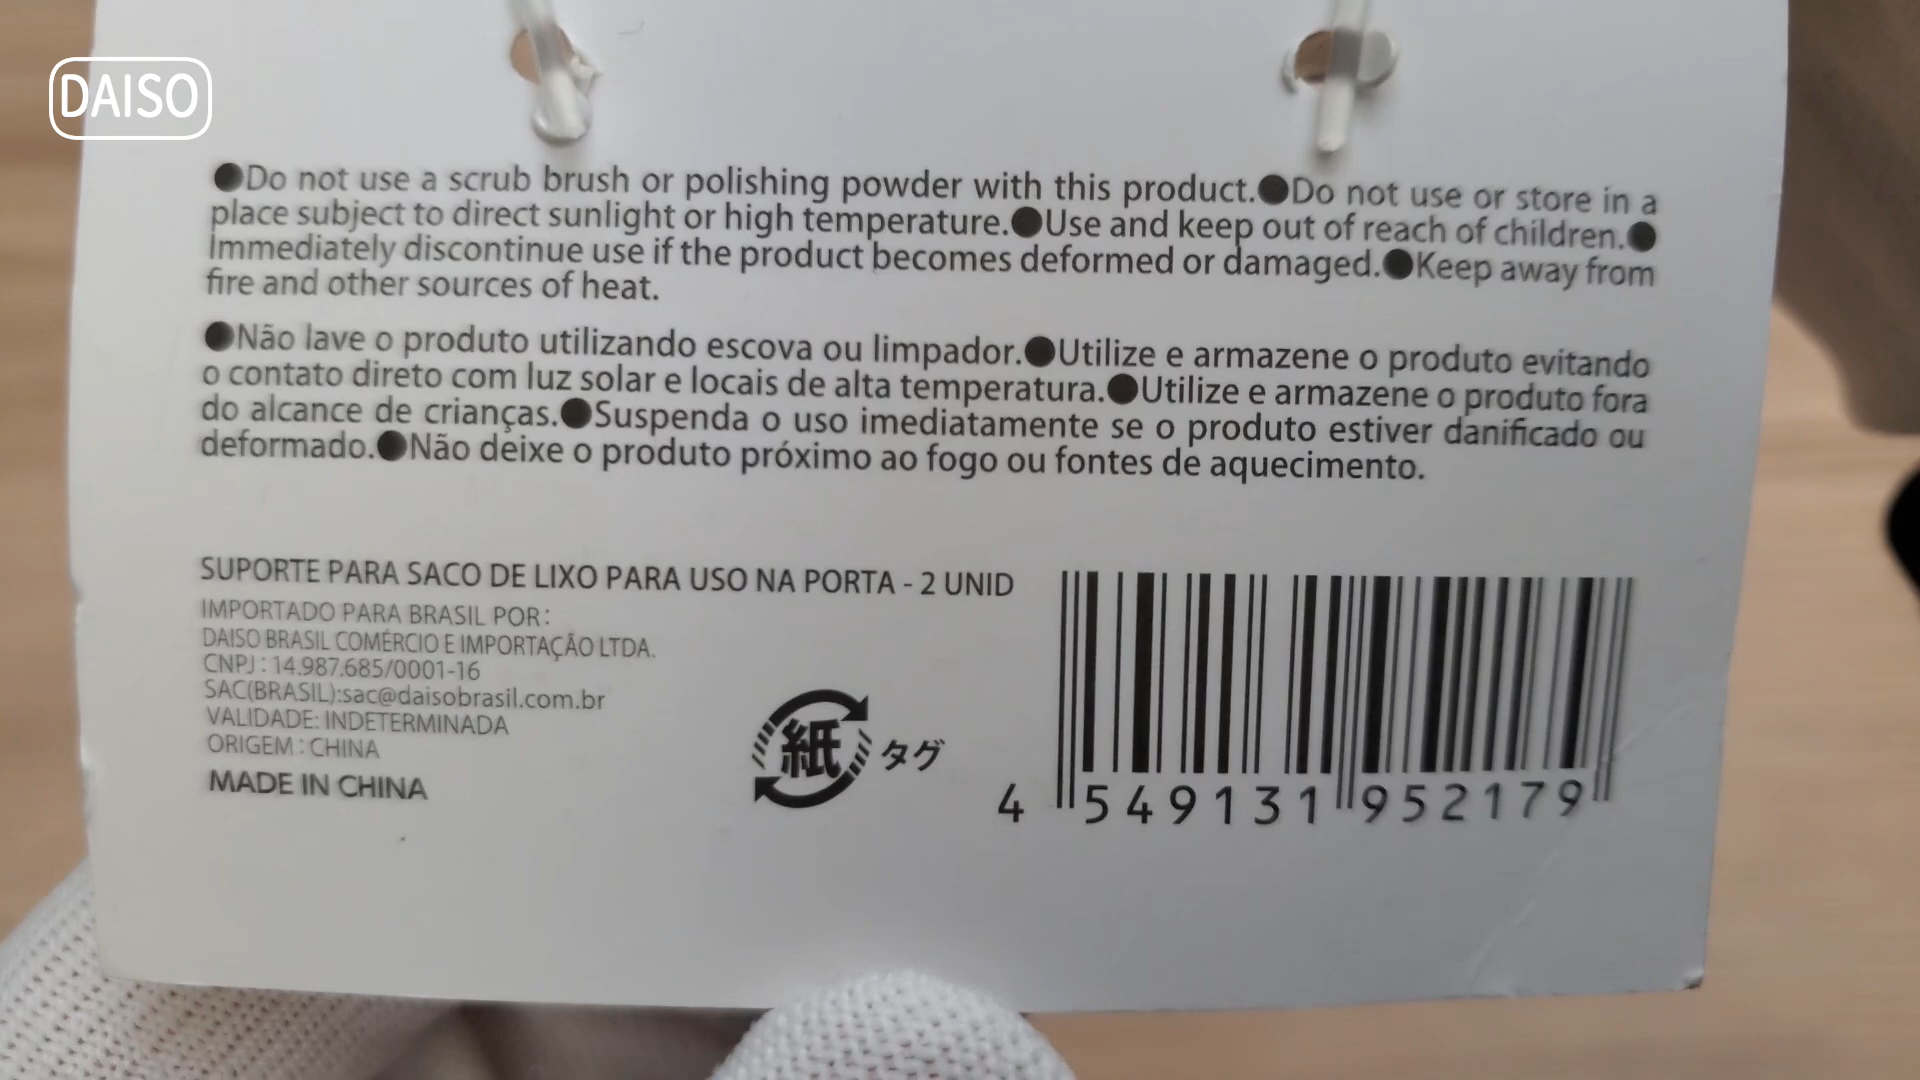 DAISO
●Do not use a scrub brush or polishing powder with this product.●Do not use or store in a
place subject to direct sunlight or high temperature.●Use and keep out of reach of children.●
Immediately discontinue use if the product becomes deformed or damaged.●Keep away from
fire and other sources of heat.
●Não lave o produto utilizando escova ou limpador.●Utilize e armazene o produto evitando
o contato direto com luz solar e locais de alta temperatura.●Utilize e armazene o produto fora
do alcance de crianças.●Suspenda o uso imediatamente se o produto estiver danificado ou
deformado.●Não deixe o produto próximo ao fogo ou fontes de aquecimento.
SUPORTE PARA SACO DE LIXO PARA USO NA PORTA - 2 UNID
IMPORTADO PARA BRASIL POR:
DAISO BRASIL COMÉRCIO E IMPORTAÇÃO LTDA.
CNPJ : 14.987.685/0001-16
SAC(BRASIL):sac@daisobrasil.com.br
VALIDADE: INDETERMINADA
ORIGEM : CHINA
MADE IN CHINA
紙 タグ
4 549131 952179